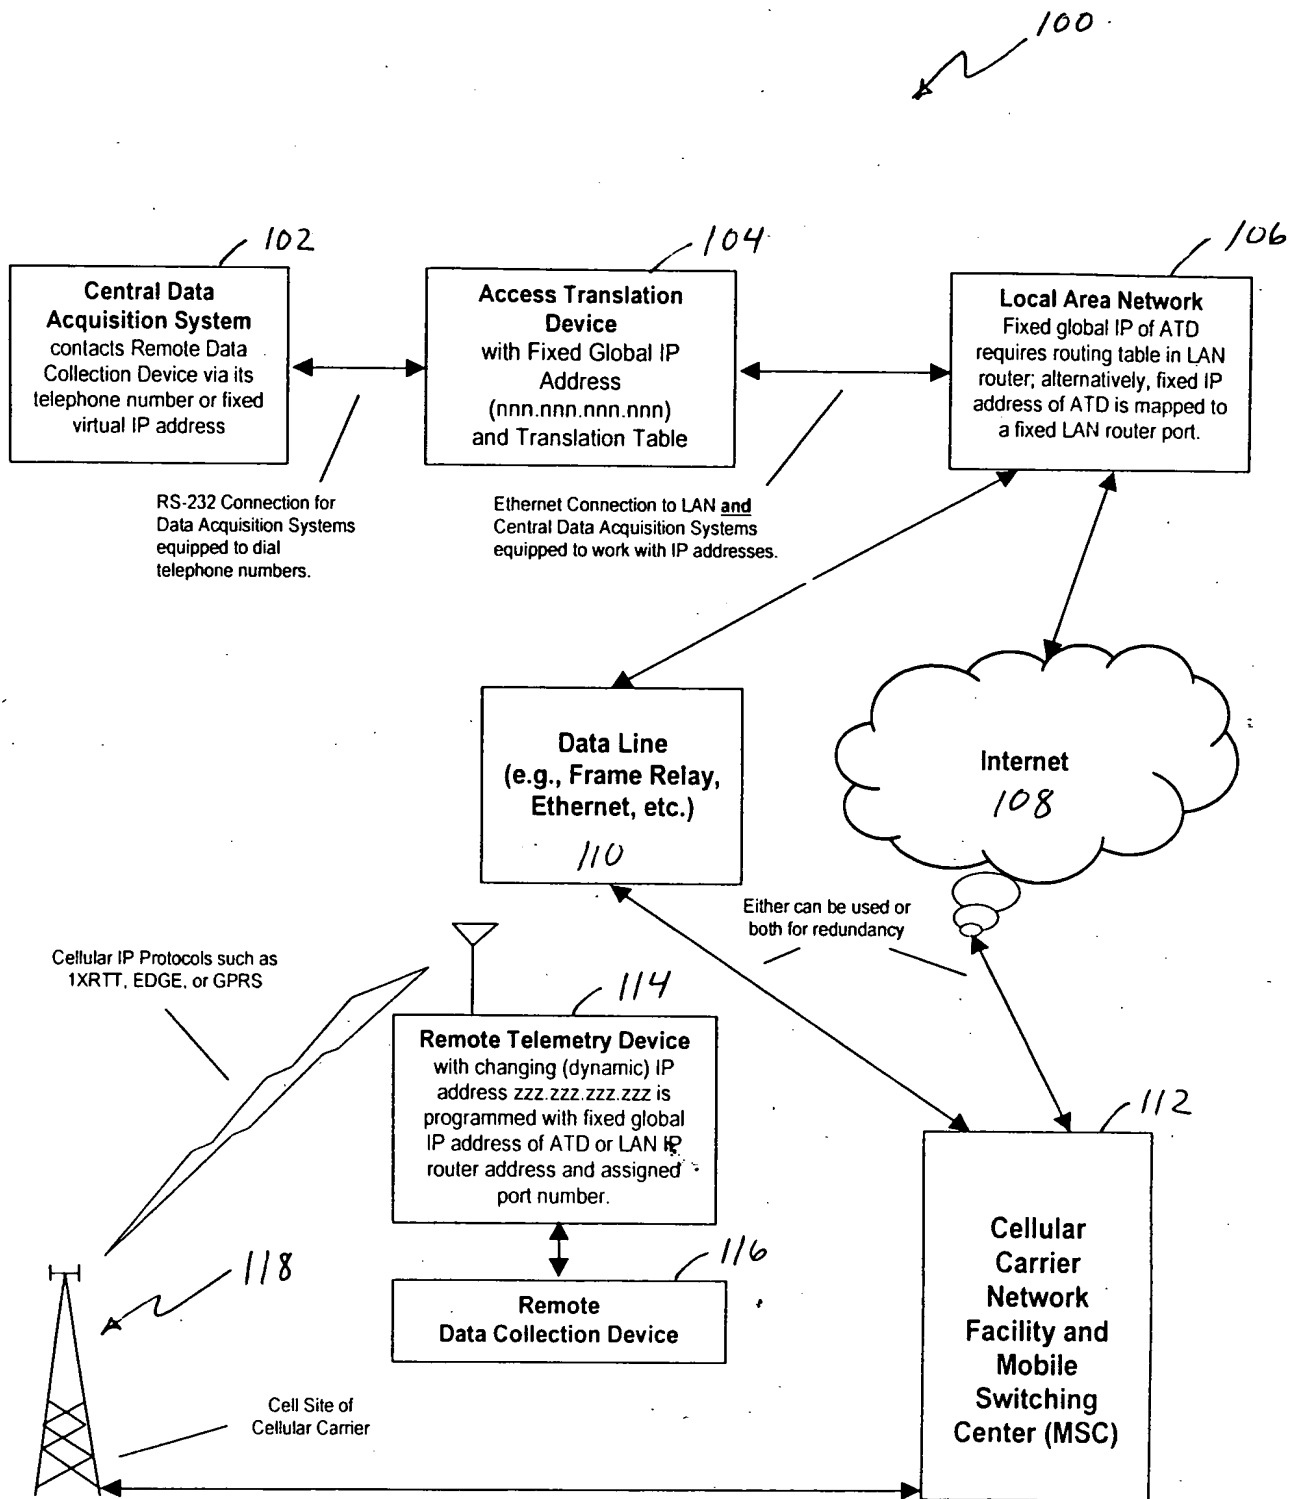 100
102
Central Data
Acquisition System
contacts Remote Data
Collection Device via its
telephone number or fixed
virtual IP address
104
Access Translation
Device
with Fixed Global IP
Address
(nnn.nnn.nnn.nnn)
and Translation Table
106
Local Area Network
Fixed global IP of ATD
requires routing table in LAN
router; alternatively, fixed IP
address of ATD is mapped to
a fixed LAN router port.
RS-232 Connection for
Data Acquisition Systems
equipped to dial
telephone numbers.
Ethernet Connection to LAN and
Central Data Acquisition Systems
equipped to work with IP addresses.
Data Line
(e.g., Frame Relay,
Ethernet, etc.)
110
Internet
108
Either can be used or
both for redundancy
Cellular IP Protocols such as
1XRTT, EDGE, or GPRS
114
Remote Telemetry Device
with changing (dynamic) IP
address zzz.zzz.zzz.zzz is
programmed with fixed global
IP address of ATD or LAN IP
router address and assigned
port number.
112
Cellular
Carrier
Network
Facility and
Mobile
Switching
Center (MSC)
116
Remote
Data Collection Device
118
Cell Site of
Cellular Carrier